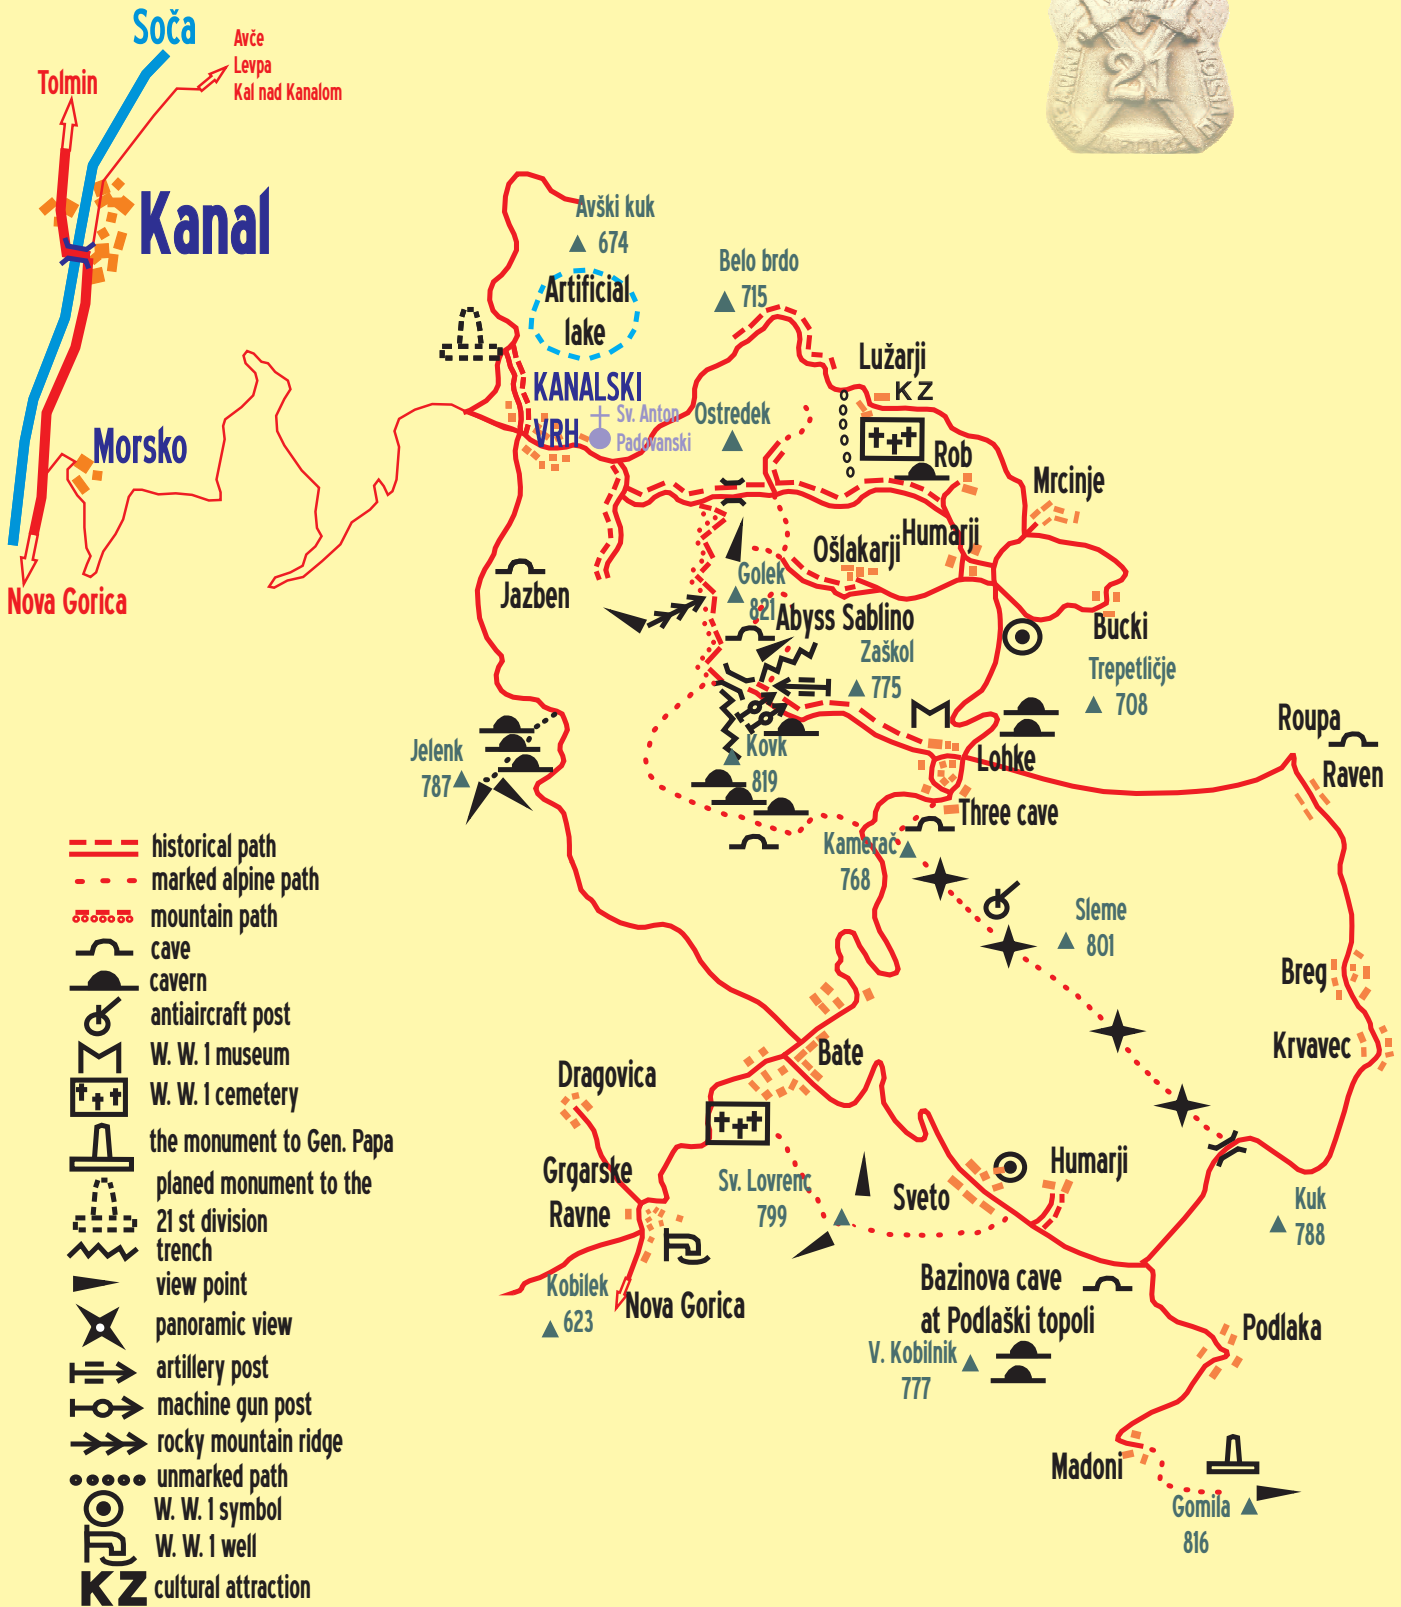 Soča
Avče
Levpa
Kal nad Kanalom
Tolmin
21
Kanal
Avški kuk
674
Belo brdo
715
Artificial
lake
Lužarji
KZ
KANALSKI
VRH
Sv. Anton
Padovanski
Ostredek
Morsko
Rob
Mrcinje
Humarji
Ošlakarji
Golek
821
Jazben
Nova Gorica
Abyss Sablino
Bucki
Zaškol
775
Trepetličje
708
Roupa
Raven
Jelenk
787
Kovk
819
Lohke
Three cave
Kamerač
768
Sleme
801
historical path
marked alpine path
mountain path
cave
cavern
antiaircraft post
W. W. 1 museum
W. W. 1 cemetery
the monument to Gen. Papa
planed monument to the
21 st division
trench
view point
panoramic view
artillery post
machine gun post
rocky mountain ridge
unmarked path
W. W. 1 symbol
W. W. 1 well
KZ cultural attraction
Breg
Krvavec
Bate
Dragovica
Grgarske
Ravne
Sv. Lovrenc
799
Sveto
Humarji
Kuk
788
Kobilek
623
Nova Gorica
Bazinova cave
at Podlaški topoli
V. Kobilnik
777
Podlaka
Madoni
Gomila
816